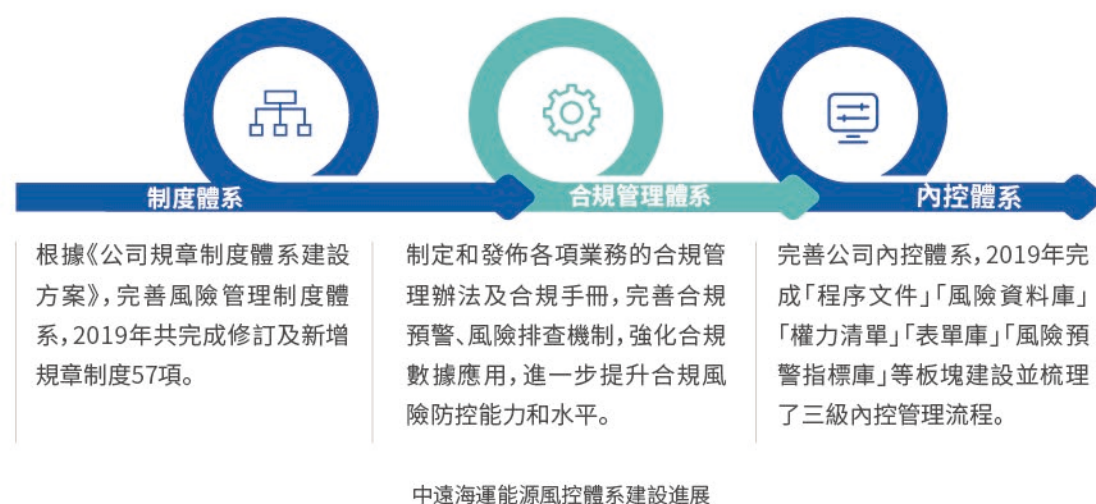 制度體系
合規管理體系
內控體系
根據《公司規章制度體系建設
方案》，完善風險管理制度體
系，2019年共完成修訂及新增
規章制度57項。
制定和發佈各項業務的合規管
理辦法及合規手冊，完善合規
預警、風險排查機制，強化合規
數據應用，進一步提升合規風
險防控能力和水平。
完善公司內控體系，2019年完
成「程序文件」「風險資料庫」
「權力清單」「表單庫」「風險預
警指標庫」等板塊建設並梳理
了三級內控管理流程。
中遠海運能源風控體系建設進展